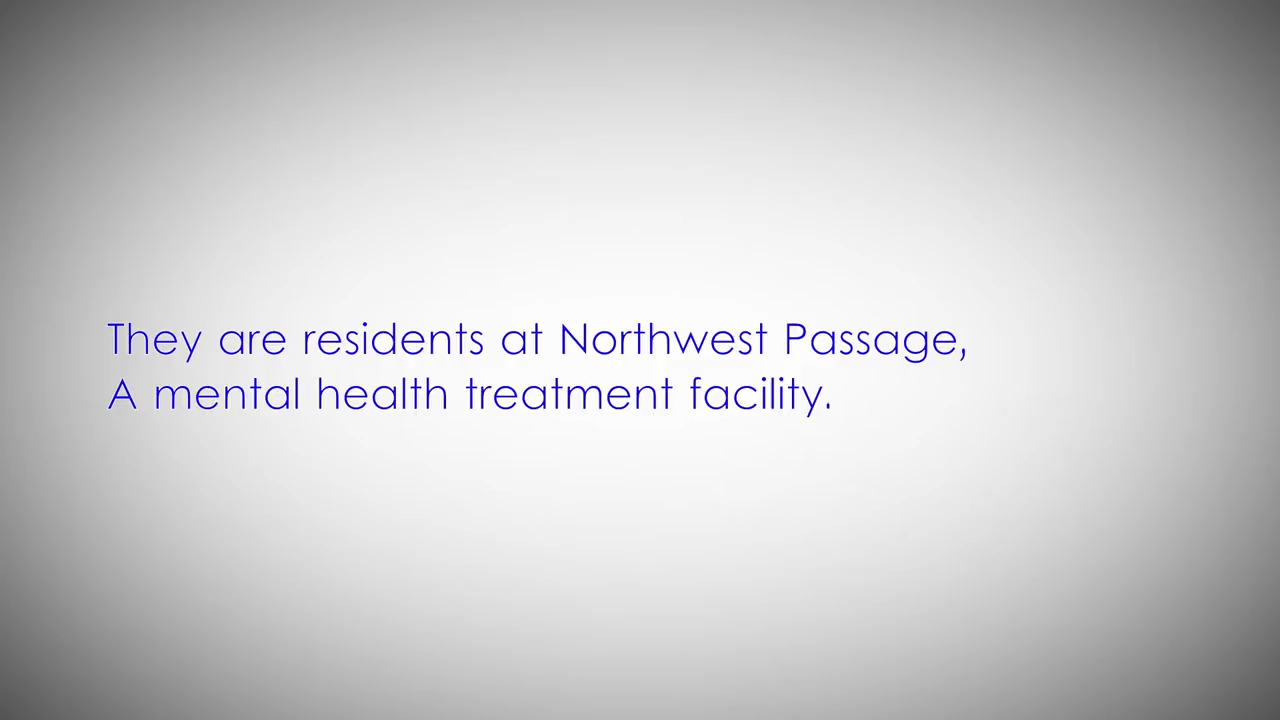 They are residents at Northwest Passage,
A mental health treatment facility.